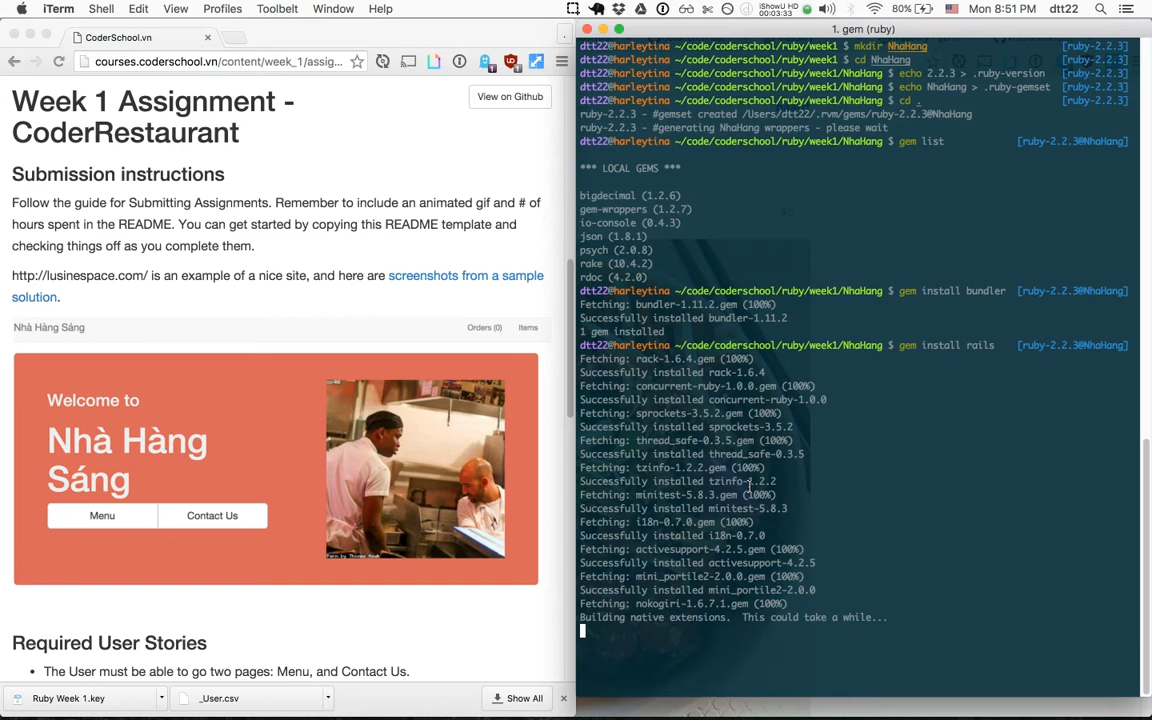 iTerm Shell Edit View Profiles Toolbelt Window Help
iShowU HD
00:03:33
80% Mon 8:51 PM dtt22
CoderSchool.vn
courses.coderschool.vn/content/week_1/assig...
Week 1 Assignment -
CoderRestaurant
View on Github
Submission instructions
Follow the guide for Submitting Assignments. Remember to include an animated gif and # of
hours spent in the README. You can get started by copying this README template and
checking things off as you complete them.
http://lusinespace.com/ is an example of a nice site, and here are screenshots from a sample
solution.
Nhà Hàng Sáng Orders (0) Items
Welcome to
Nhà Hàng
Sáng
Menu Contact Us
Required User Stories
• The User must be able to go two pages: Menu, and Contact Us.
Ruby Week 1.key _User.csv Show All
1. gem (ruby)
dtt22@harleytina ~/code/coderschool/ruby/week1 $ mkdir NhaHang [ruby-2.2.3]
dtt22@harleytina ~/code/coderschool/ruby/week1 $ cd NhaHang [ruby-2.2.3]
dtt22@harleytina ~/code/coderschool/ruby/week1/NhaHang $ echo 2.2.3 > .ruby-version [ruby-2.2.3]
dtt22@harleytina ~/code/coderschool/ruby/week1/NhaHang $ echo NhaHang > .ruby-gemset [ruby-2.2.3]
dtt22@harleytina ~/code/coderschool/ruby/week1/NhaHang $ cd . [ruby-2.2.3]
ruby-2.2.3 - #gemset created /Users/dtt22/.rvm/gems/ruby-2.2.3@NhaHang
ruby-2.2.3 - #generating NhaHang wrappers - please wait
dtt22@harleytina ~/code/coderschool/ruby/week1/NhaHang $ gem list [ruby-2.2.3@NhaHang]
*** LOCAL GEMS ***
bigdecimal (1.2.6)
gem-wrappers (1.2.7)
io-console (0.4.3)
json (1.8.1)
psych (2.0.8)
rake (10.4.2)
rdoc (4.2.0)
dtt22@harleytina ~/code/coderschool/ruby/week1/NhaHang $ gem install bundler [ruby-2.2.3@NhaHang]
Fetching: bundler-1.11.2.gem (100%)
Successfully installed bundler-1.11.2
1 gem installed
dtt22@harleytina ~/code/coderschool/ruby/week1/NhaHang $ gem install rails [ruby-2.2.3@NhaHang]
Fetching: rack-1.6.4.gem (100%)
Successfully installed rack-1.6.4
Fetching: concurrent-ruby-1.0.0.gem (100%)
Successfully installed concurrent-ruby-1.0.0
Fetching: sprockets-3.5.2.gem (100%)
Successfully installed sprockets-3.5.2
Fetching: thread_safe-0.3.5.gem (100%)
Successfully installed thread_safe-0.3.5
Fetching: tzinfo-1.2.2.gem (100%)
Successfully installed tzinfo-1.2.2
Fetching: minitest-5.8.3.gem (100%)
Successfully installed minitest-5.8.3
Fetching: i18n-0.7.0.gem (100%)
Successfully installed i18n-0.7.0
Fetching: activesupport-4.2.5.gem (100%)
Successfully installed activesupport-4.2.5
Fetching: mini_portile2-2.0.0.gem (100%)
Successfully installed mini_portile2-2.0.0
Fetching: nokogiri-1.6.7.1.gem (100%)
Building native extensions.  This could take a while...